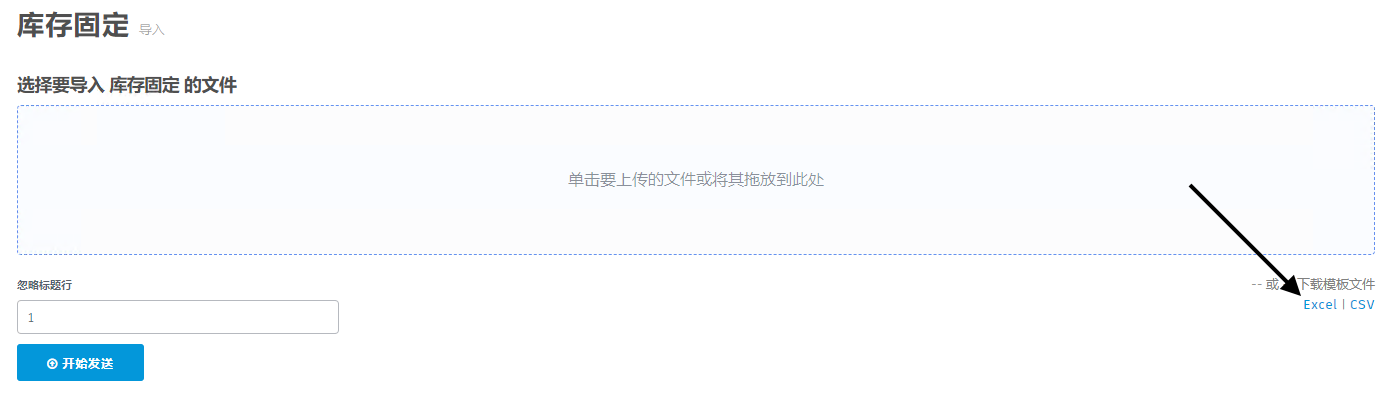 库存固定 导入
选择要导入 库存固定 的文件
单击要上传的文件或将其拖放到此处
忽略标题行
-- 或 下载模板文件
1
Excel | CSV
开始发送